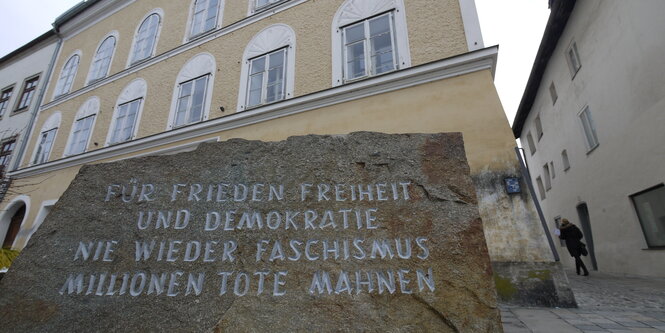 FÜR FRIEDEN FREIHEIT
UND DEMOKRATIE
NIE WIEDER FASCHISMUS
MILLIONEN TOTE MAHNEN